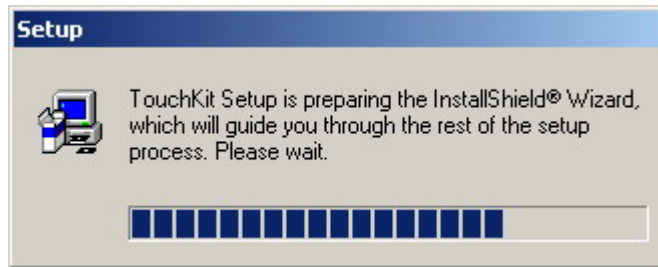 Setup
TouchKit Setup is preparing the InstallShield® Wizard,
which will guide you through the rest of the setup
process. Please wait.